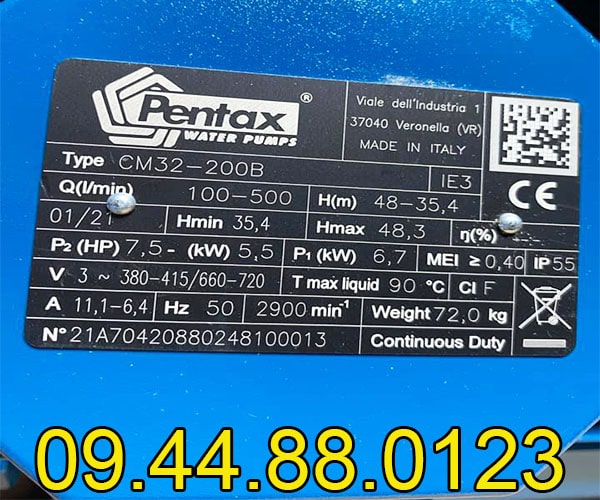 Pentax ®
WATER PUMPS
Viale dell'Industria 1
37040 Veronella (VR)
MADE IN ITALY
Type CM32-200B IE3 CE
Q(l/min) 100-500 H(m) 48-35,4
01/21 Hmin 35,4 Hmax 48,3 η(%)
P2 (HP) 7,5- (kW) 5,5 P1 (kW) 6,7 MEI ≥ 0,40 IP55
V 3 ~ 380-415/660-720 T max liquid 90 °C Cl F
A 11,1-6,4 Hz 50 2900 min-1 Weight 72,0 kg
N° 21A70420880248100013 Continuous Duty
09.44.88.0123